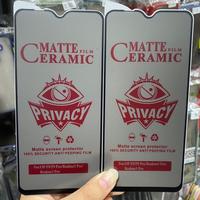 MATTE FILM
CERAMIC
PRIVACY
Matte screen protector
100% SECURITY ANTI-PEEPING FILM
MATTE FILM
CERAMIC
PRIVACY
Matte screen protector
100% SECURITY ANTI-PEEPING FILM